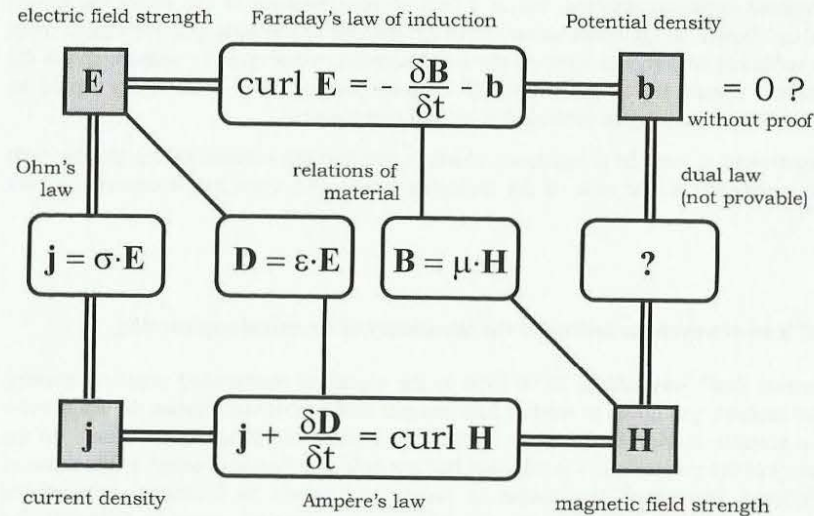 electric field strength
Faraday's law of induction
Potential density
E
curl E = - δB/δt - b
b
= 0 ?
without proof
Ohm's
law
relations of
material
dual law
(not provable)
j = σ·E
D = ε·E
B = μ·H
?
j
j + δD/δt = curl H
H
current density
Ampère's law
magnetic field strength